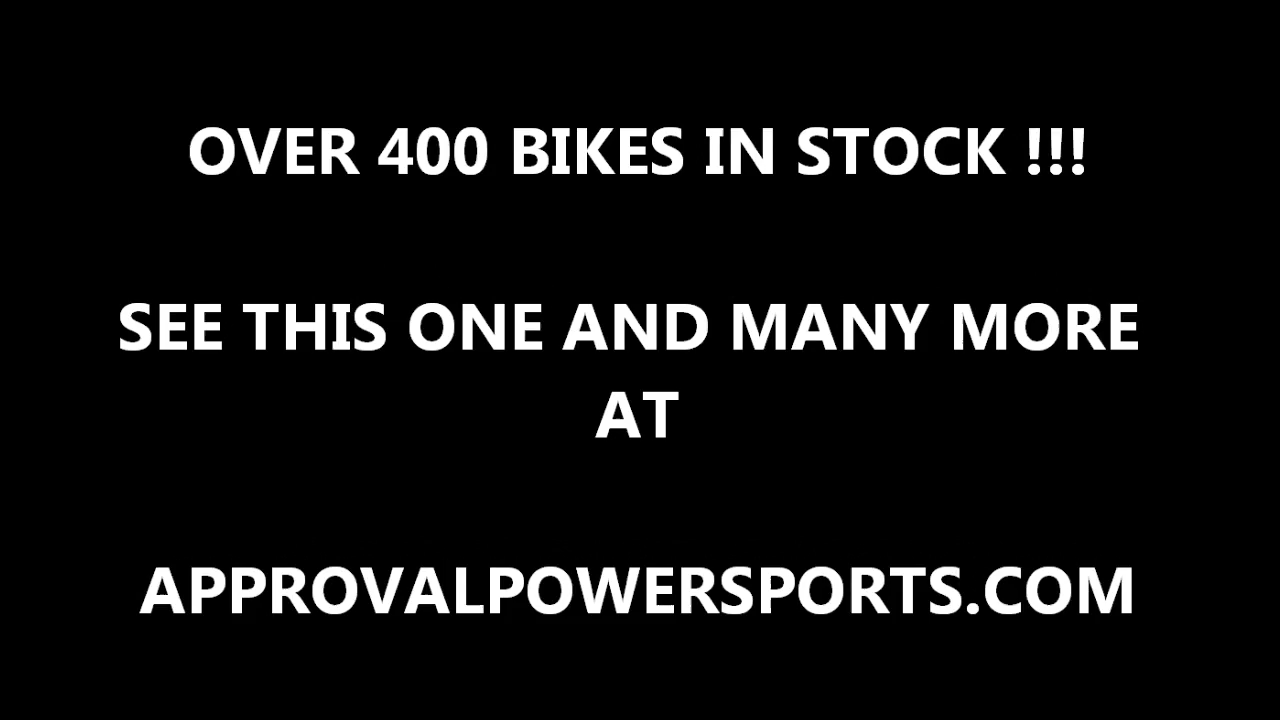 OVER 400 BIKES IN STOCK !!!
SEE THIS ONE AND MANY MORE
AT
APPROVALPOWERSPORTS.COM